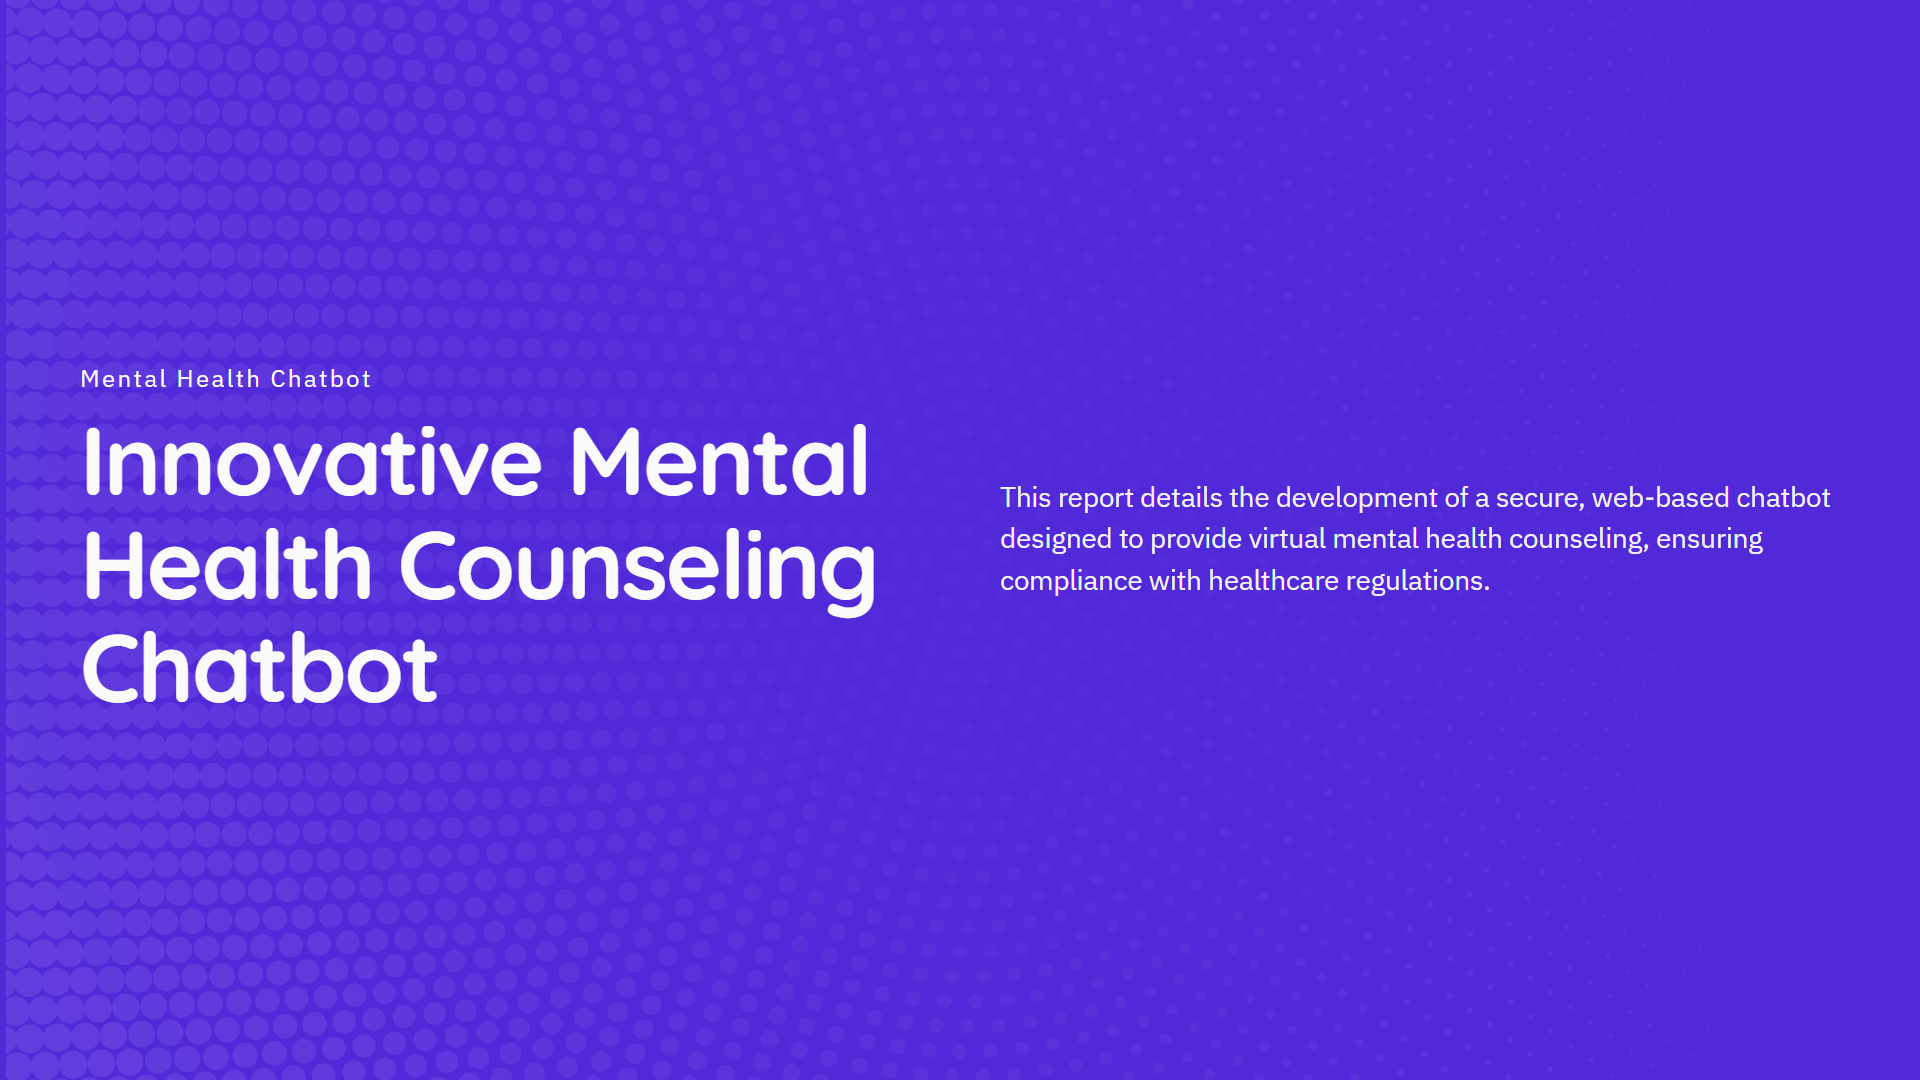 Mental Health Chatbot
Innovative Mental
Health Counseling
Chatbot
This report details the development of a secure, web-based chatbot
designed to provide virtual mental health counseling, ensuring
compliance with healthcare regulations.